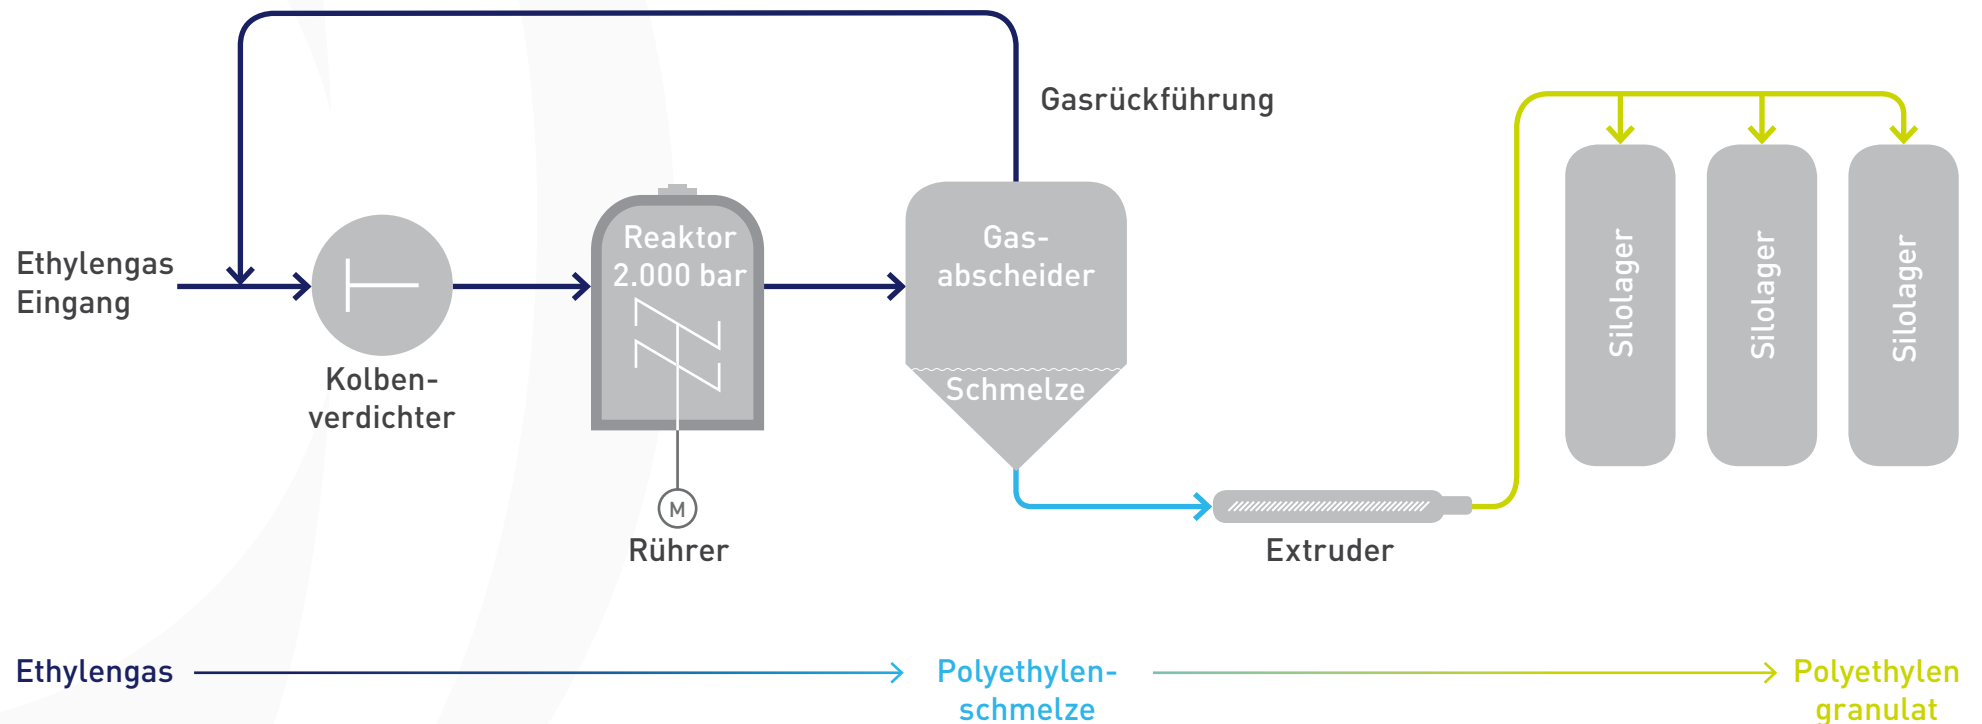 Gasrückführung
Ethylengas
Eingang
Kolben-
verdichter
Reaktor
2.000 bar
M
Rührer
Gas-
abscheider
Schmelze
Extruder
Silolager
Silolager
Silolager
Ethylengas
Polyethylen-
schmelze
Polyethylen
granulat